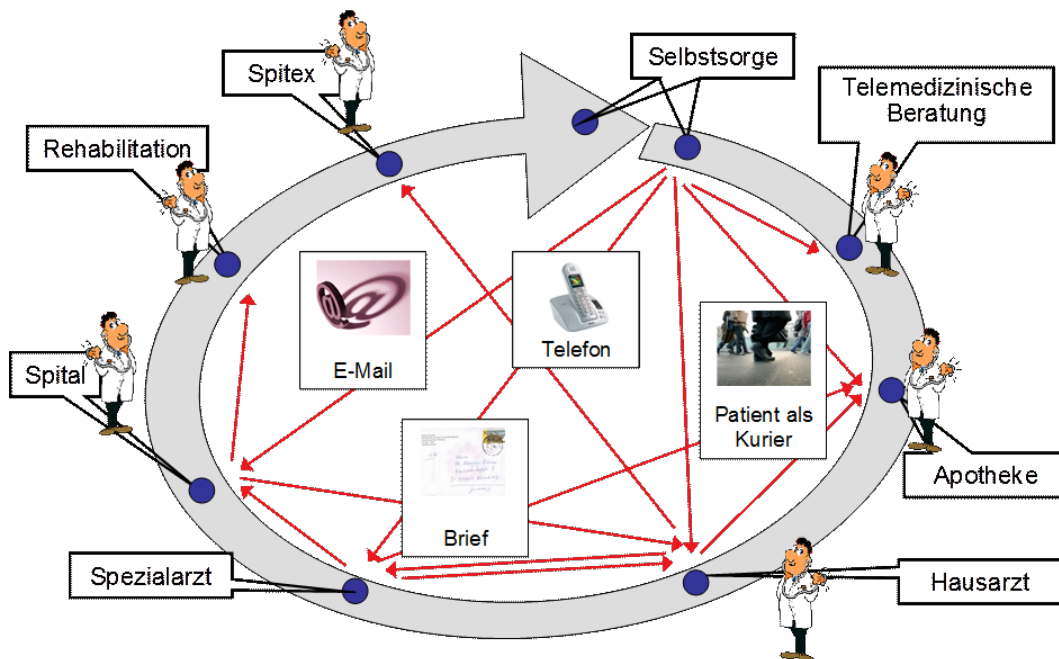 Selbstsorge
Spitex
Telemedizinische
Beratung
Rehabilitation
E-Mail
Telefon
Patient als
Kurier
Spital
Brief
Apotheke
Spezialarzt
Hausarzt